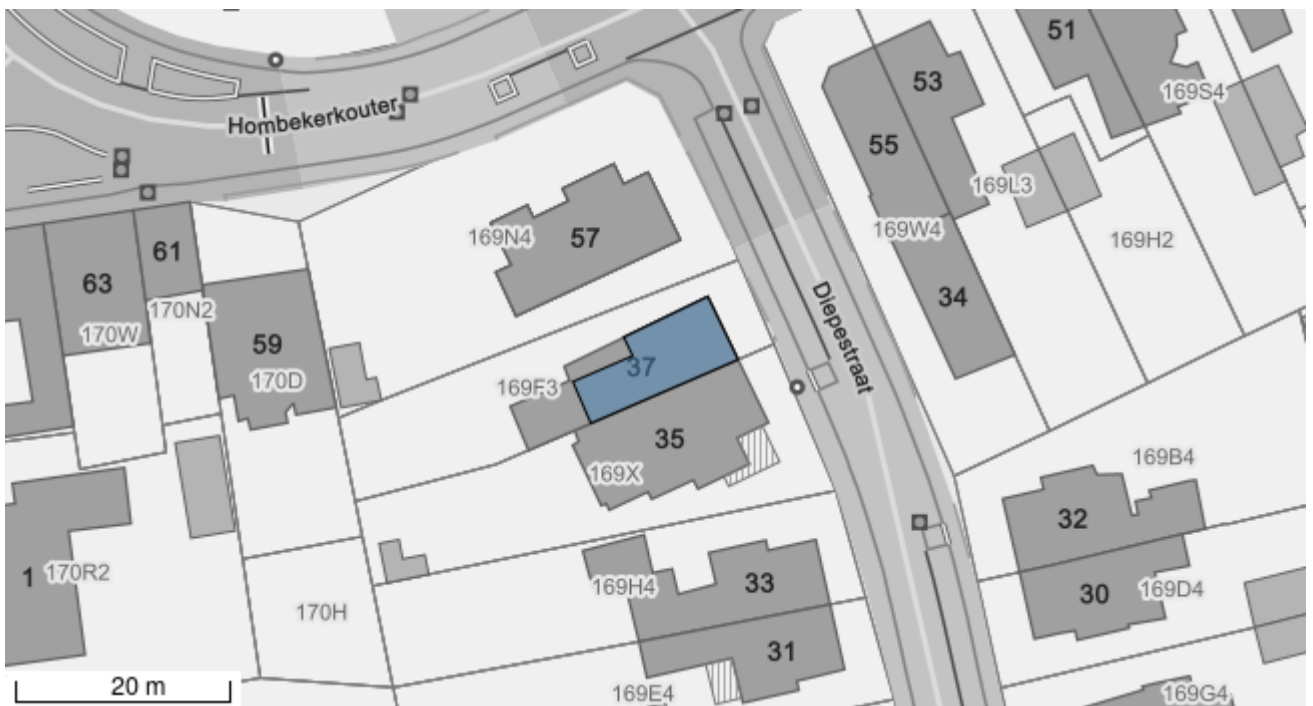 51
53
169S4
Hombekerkouter
55
169L3
169N4
57
169W4
169H2
61
63
170N2
34
Diepestraat
170W
59
37
170D
169F3
35
169X
169B4
32
1
170R2
169H4
33
170H
30
169D4
31
20 m
169E4
169G4